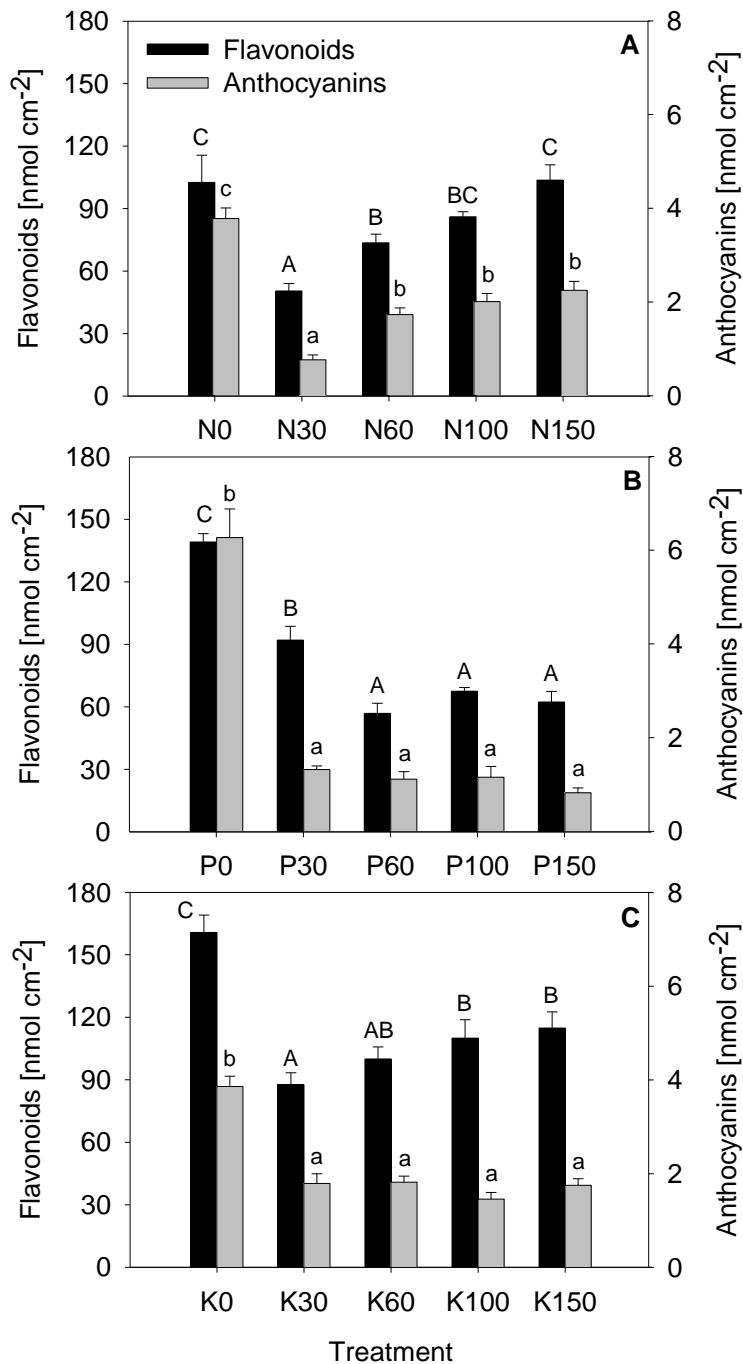 A
Flavonoids
Anthocyanins
Flavonoids [nmol cm-2]
Anthocyanins [nmol cm-2]
180
150
120
90
60
30
0
8
6
4
2
0
C
c
A
a
B
b
BC
b
C
b
N0 N30 N60 N100 N150
B
Flavonoids [nmol cm-2]
Anthocyanins [nmol cm-2]
180
150
120
90
60
30
0
8
6
4
2
0
C
b
B
a
A
a
A
a
A
a
P0 P30 P60 P100 P150
C
Flavonoids [nmol cm-2]
Anthocyanins [nmol cm-2]
180
150
120
90
60
30
0
8
6
4
2
0
C
b
A
a
AB
a
B
a
B
a
K0 K30 K60 K100 K150
Treatment